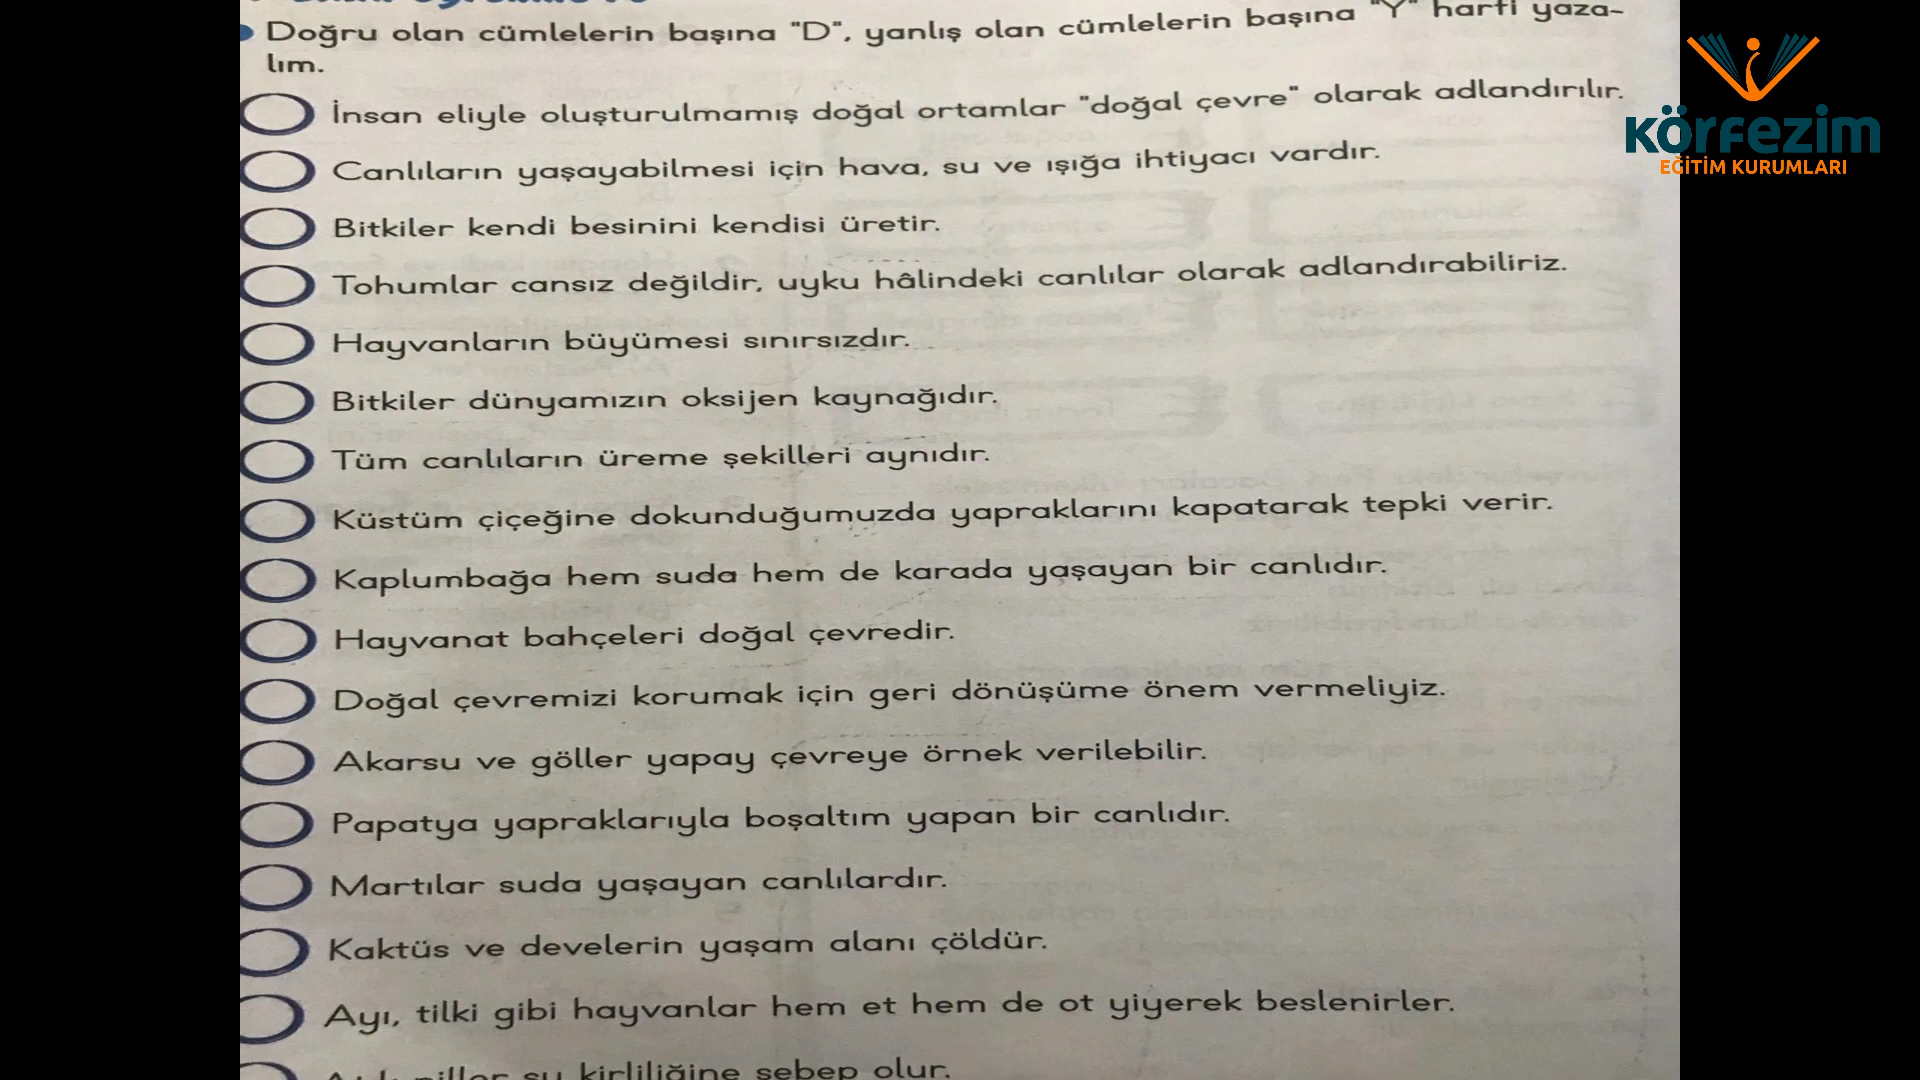 Doğru olan cümlelerin başına "D", yanlış olan cümlelerin başına "Y" harfi yaza-
lım.
İnsan eliyle oluşturulmamış doğal ortamlar "doğal çevre" olarak adlandırılır.
Canlıların yaşayabilmesi için hava, su ve ışığa ihtiyacı vardır.
Bitkiler kendi besinini kendisi üretir.
Tohumlar cansız değildir, uyku hâlindeki canlılar olarak adlandırabiliriz.
Hayvanların büyümesi sınırsızdır.
Bitkiler dünyamızın oksijen kaynağıdır.
Tüm canlıların üreme şekilleri aynıdır.
Küstüm çiçeğine dokunduğumuzda yapraklarını kapatarak tepki verir.
Kaplumbağa hem suda hem de karada yaşayan bir canlıdır.
Hayvanat bahçeleri doğal çevredir.
Doğal çevremizi korumak için geri dönüşüme önem vermeliyiz.
Akarsu ve göller yapay çevreye örnek verilebilir.
Papatya yapraklarıyla boşaltım yapan bir canlıdır.
Martılar suda yaşayan canlılardır.
Kaktüs ve develerin yaşam alanı çöldür.
Ayı, tilki gibi hayvanlar hem et hem de ot yiyerek beslenirler.
su kirliliğine sebep olur.
körfezim
EĞİTİM KURUMLARI